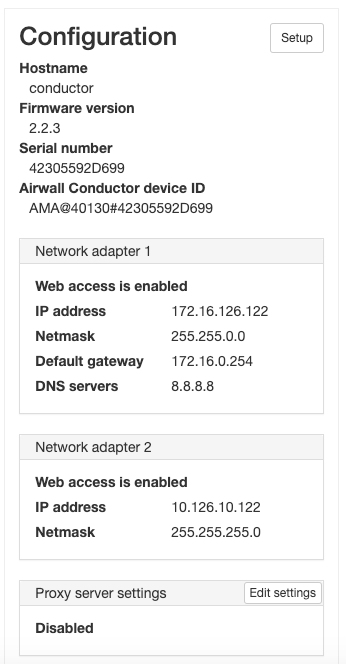 Configuration Setup
Hostname
conductor
Firmware version
2.2.3
Serial number
42305592D699
Airwall Conductor device ID
AMA@40130#42305592D699
Network adapter 1
Web access is enabled
IP address 172.16.126.122
Netmask 255.255.0.0
Default gateway 172.16.0.254
DNS servers 8.8.8.8
Network adapter 2
Web access is enabled
IP address 10.126.10.122
Netmask 255.255.255.0
Proxy server settings Edit settings
Disabled